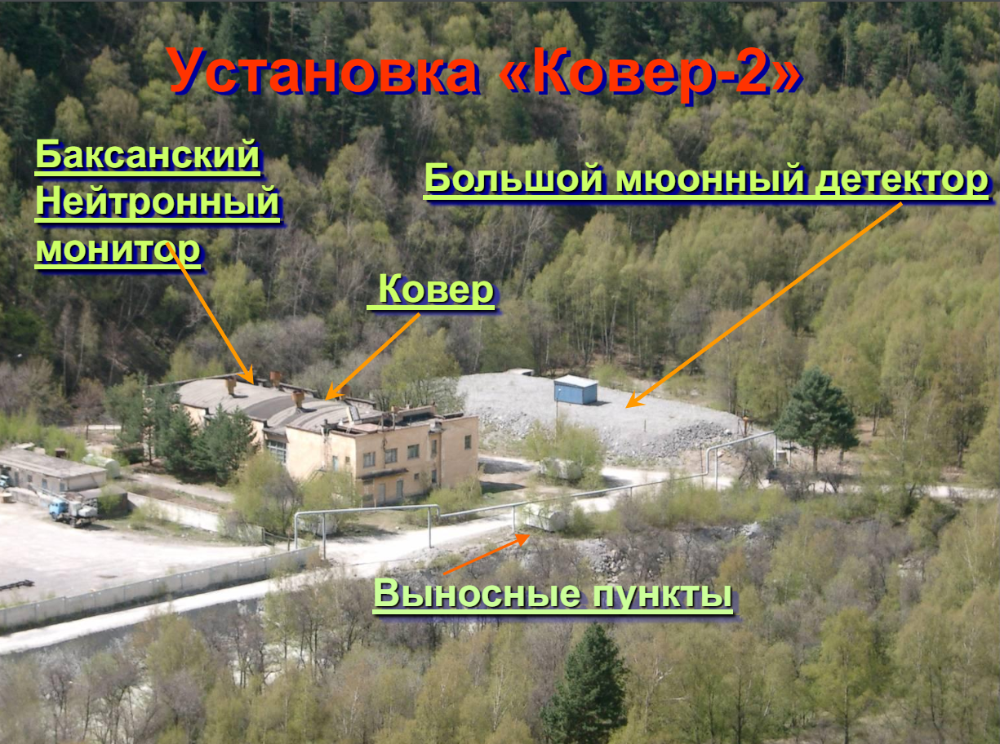 Установка «Ковер-2»
Баксанский
Нейтронный
монитор
Большой мюонный детектор
Ковер
Выносные пункты